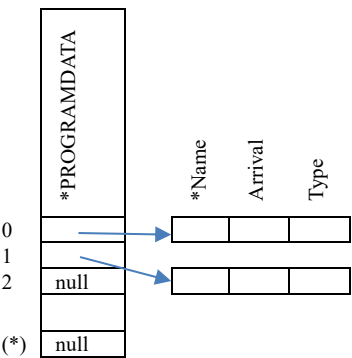 *PROGRAMDATA
*Name
Arrival
Type
0
1
2 null
(*) null